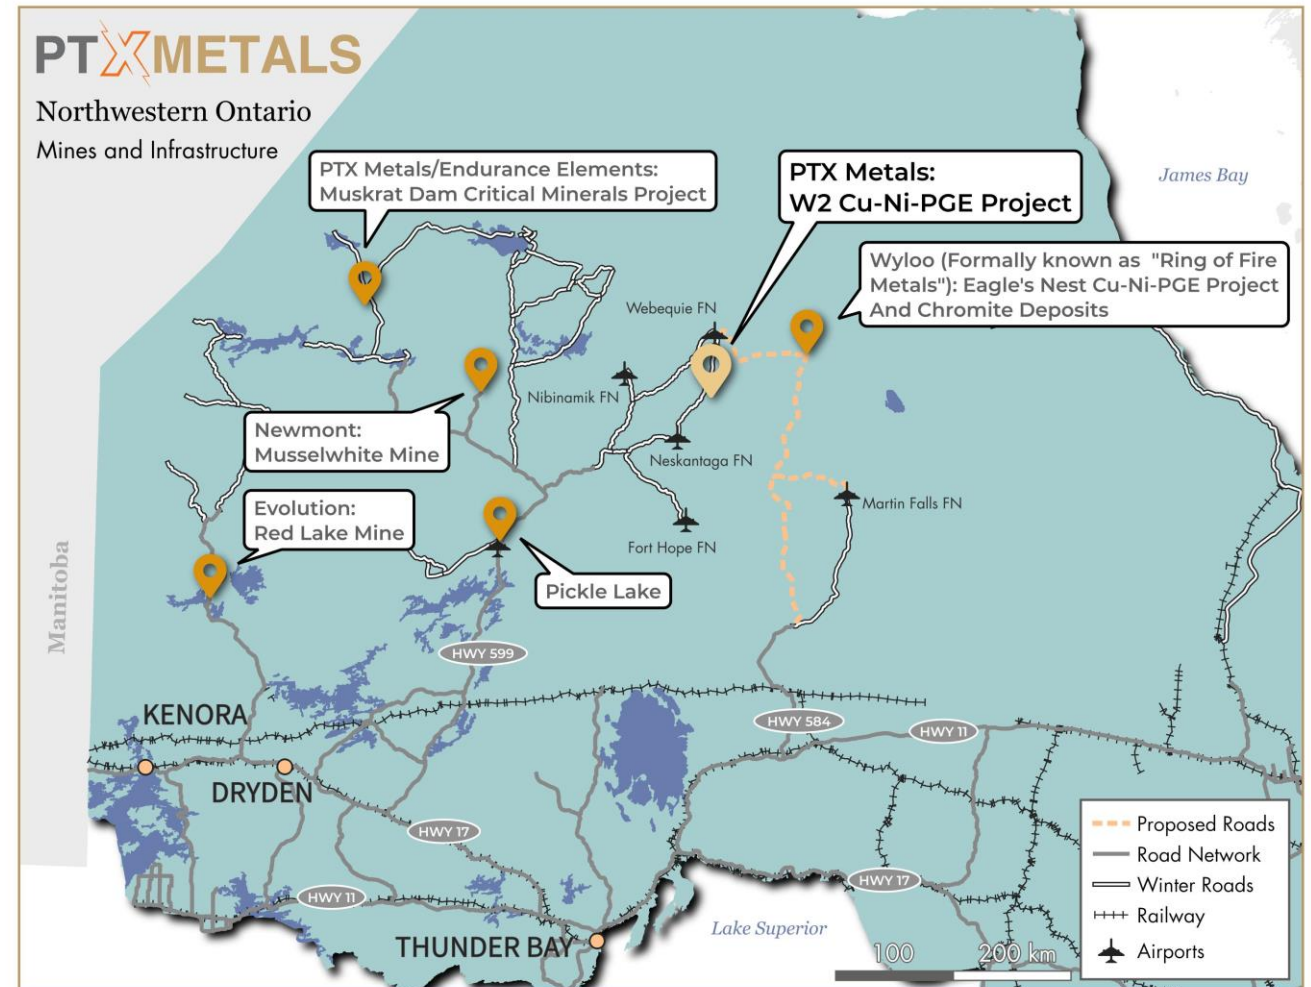 PTXMETALS
Northwestern Ontario
Mines and Infrastructure
PTX Metals/Endurance Elements:
Muskrat Dam Critical Minerals Project
PTX Metals:
W2 Cu-Ni-PGE Project
James Bay
Wyloo (Formally known as "Ring of Fire
Metals"): Eagle's Nest Cu-Ni-PGE Project
And Chromite Deposits
Webequie FN
Nibinamik FN
Newmont:
Musselwhite Mine
Neskantaga FN
Evolution:
Red Lake Mine
Martin Falls FN
Fort Hope FN
Pickle Lake
Manitoba
HWY 599
KENORA
HWY 584
HWY 11
DRYDEN
HWY 17
HWY 17
HWY 11
THUNDER BAY
Lake Superior
Proposed Roads
Road Network
Winter Roads
Railway
Airports
100
200 km